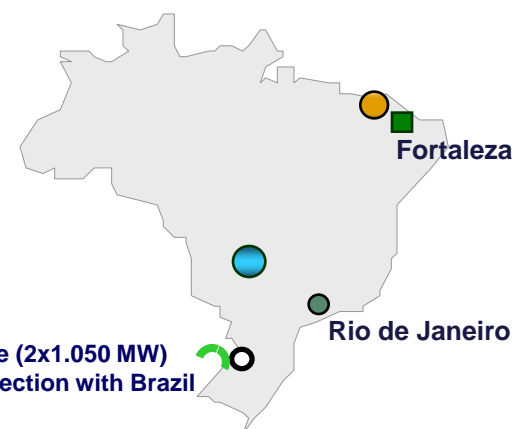 Fortaleza
Rio de Janeiro
e (2x1.050 MW)
ection with Brazil